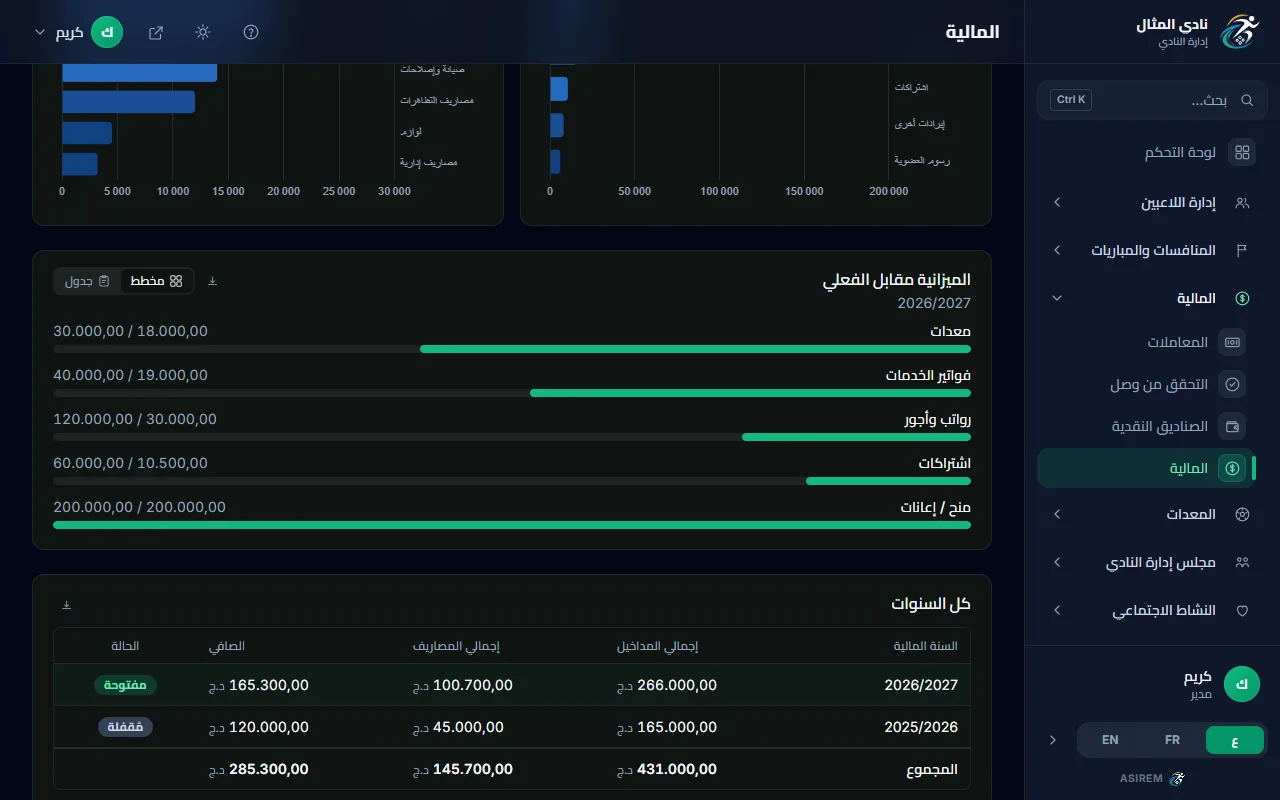 نادي المثال
إدارة النادي
بحث...
Ctrl K
لوحة التحكم
إدارة اللاعبين
المنافسات والمباريات
المالية
المعاملات
التحقق من وصل
الصناديق النقدية
المالية
المعدات
مجلس إدارة النادي
النشاط الاجتماعي
ك
كريم
مدير
ع
FR
EN
ASIREM
المالية
ك
كريم
اشتراكات
إيرادات أخرى
رسوم العضوية
0
50 000
100 000
150 000
200 000
صيانة وإصلاحات
مصاريف التظاهرات
لوازم
مصاريف إدارية
0
5 000
10 000
15 000
20 000
25 000
30 000
الميزانية مقابل الفعلي
2026/2027
مخطط
جدول
معدات
30.000,00 / 18.000,00
فواتير الخدمات
40.000,00 / 19.000,00
رواتب وأجور
120.000,00 / 30.000,00
اشتراكات
60.000,00 / 10.500,00
منح / إعانات
200.000,00 / 200.000,00
كل السنوات
السنة المالية إجمالي المداخيل إجمالي المصاريف الصافي الحالة
2026/2027 266.000,00 د.ج 100.700,00 د.ج 165.300,00 د.ج مفتوحة
2025/2026 165.000,00 د.ج 45.000,00 د.ج 120.000,00 د.ج مُقفلة
المجموع 431.000,00 د.ج 145.700,00 د.ج 285.300,00 د.ج